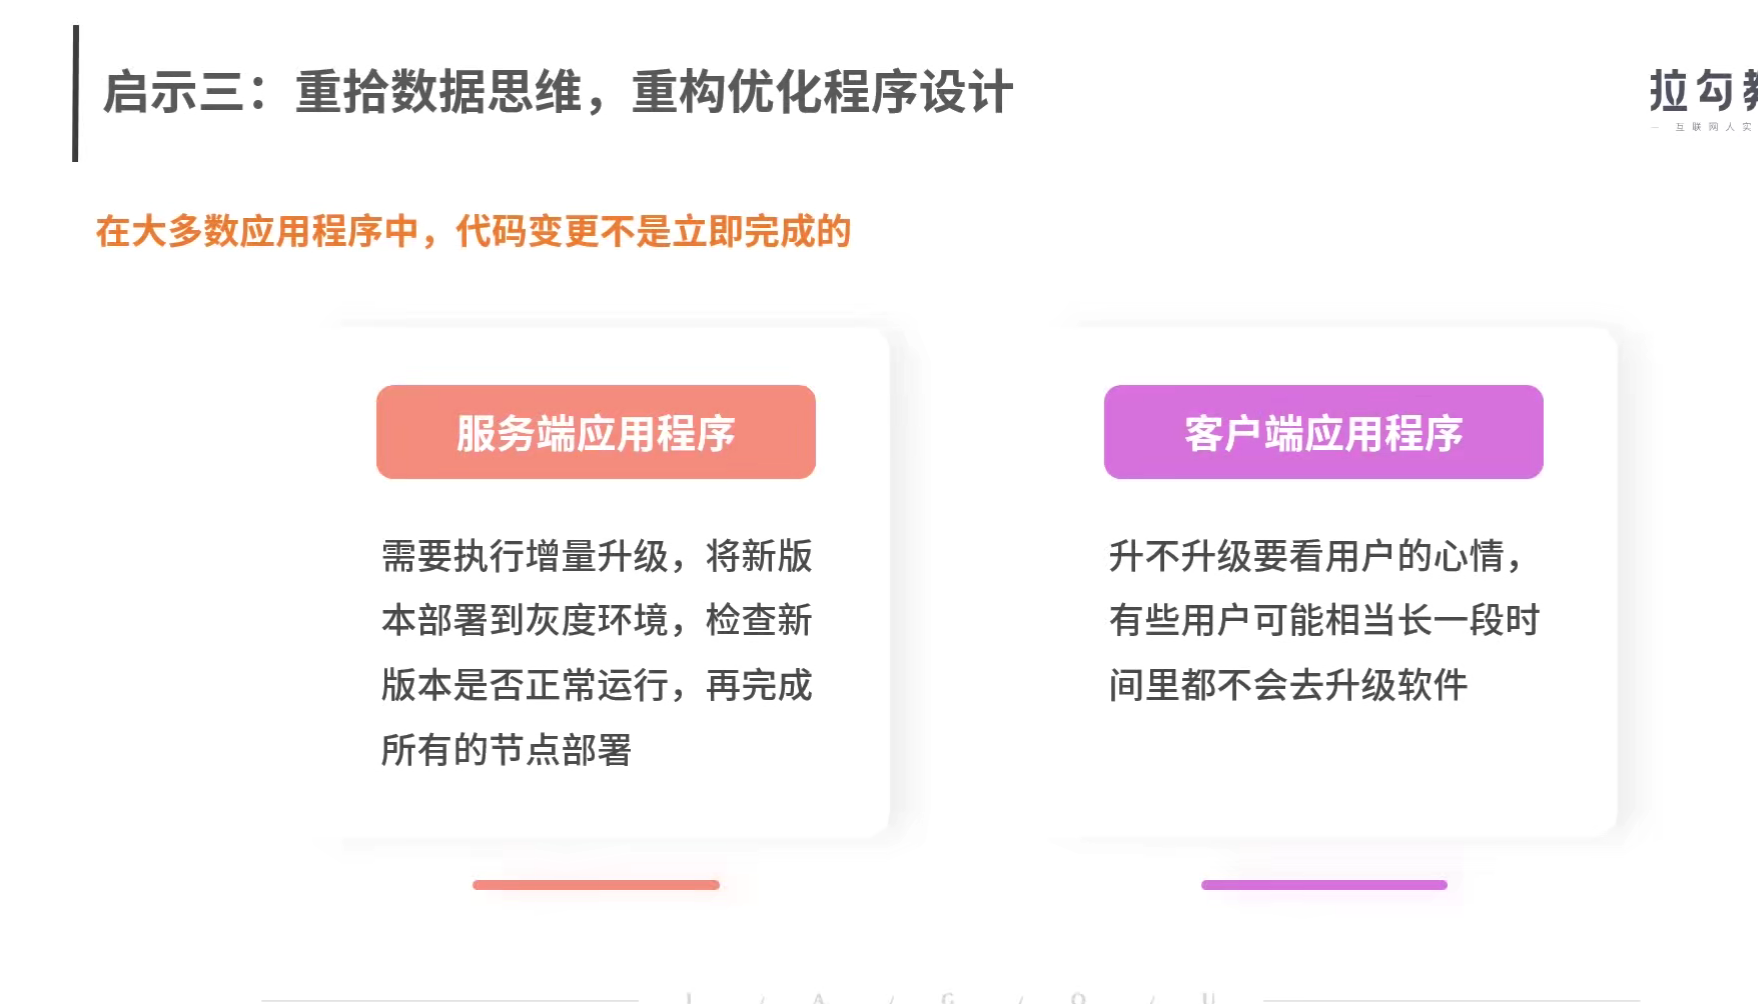 启示三：重拾数据思维，重构优化程序设计
拉勾
互联网人实
在大多数应用程序中，代码变更不是立即完成的
服务端应用程序
需要执行增量升级，将新版
本部署到灰度环境，检查新
版本是否正常运行，再完成
所有的节点部署
客户端应用程序
升不升级要看用户的心情，
有些用户可能相当长一段时
间里都不会去升级软件
L / A / G / O / U